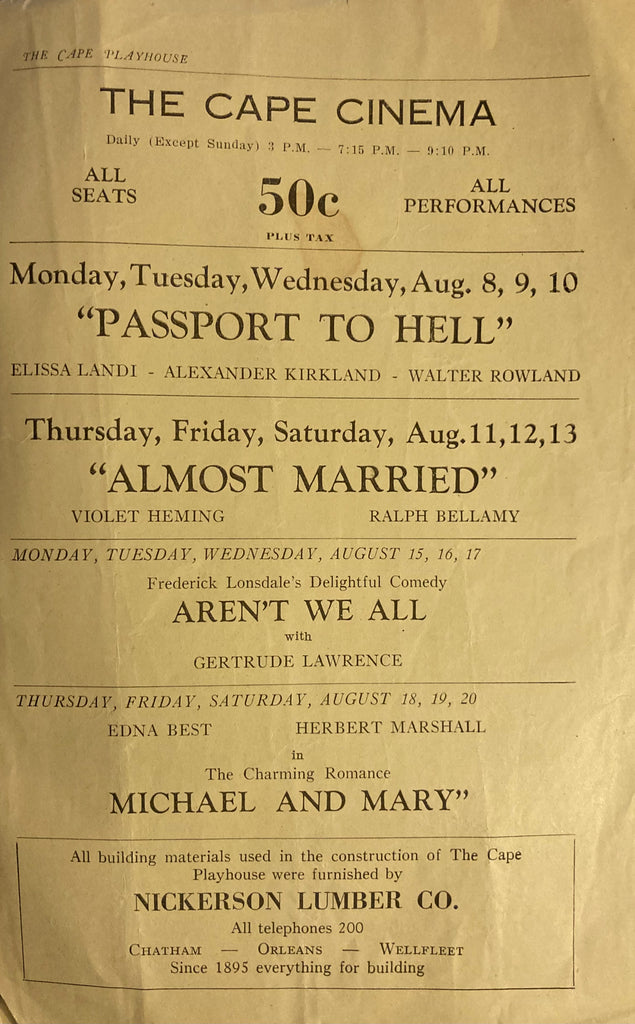 THE CAPE PLAYHOUSE
THE CAPE CINEMA
Daily (Except Sunday) 3 P.M. — 7:15 P.M. — 9:10 P.M.
ALL SEATS 50c ALL PERFORMANCES
PLUS TAX
Monday, Tuesday, Wednesday, Aug. 8, 9, 10
“PASSPORT TO HELL”
ELISSA LANDI - ALEXANDER KIRKLAND - WALTER ROWLAND
Thursday, Friday, Saturday, Aug. 11, 12, 13
“ALMOST MARRIED”
VIOLET HEMING RALPH BELLAMY
MONDAY, TUESDAY, WEDNESDAY, AUGUST 15, 16, 17
Frederick Lonsdale's Delightful Comedy
AREN'T WE ALL
with
GERTRUDE LAWRENCE
THURSDAY, FRIDAY, SATURDAY, AUGUST 18, 19, 20
EDNA BEST HERBERT MARSHALL
in
The Charming Romance
MICHAEL AND MARY”
All building materials used in the construction of The Cape
Playhouse were furnished by
NICKERSON LUMBER CO.
All telephones 200
CHATHAM — ORLEANS — WELLFLEET
Since 1895 everything for building